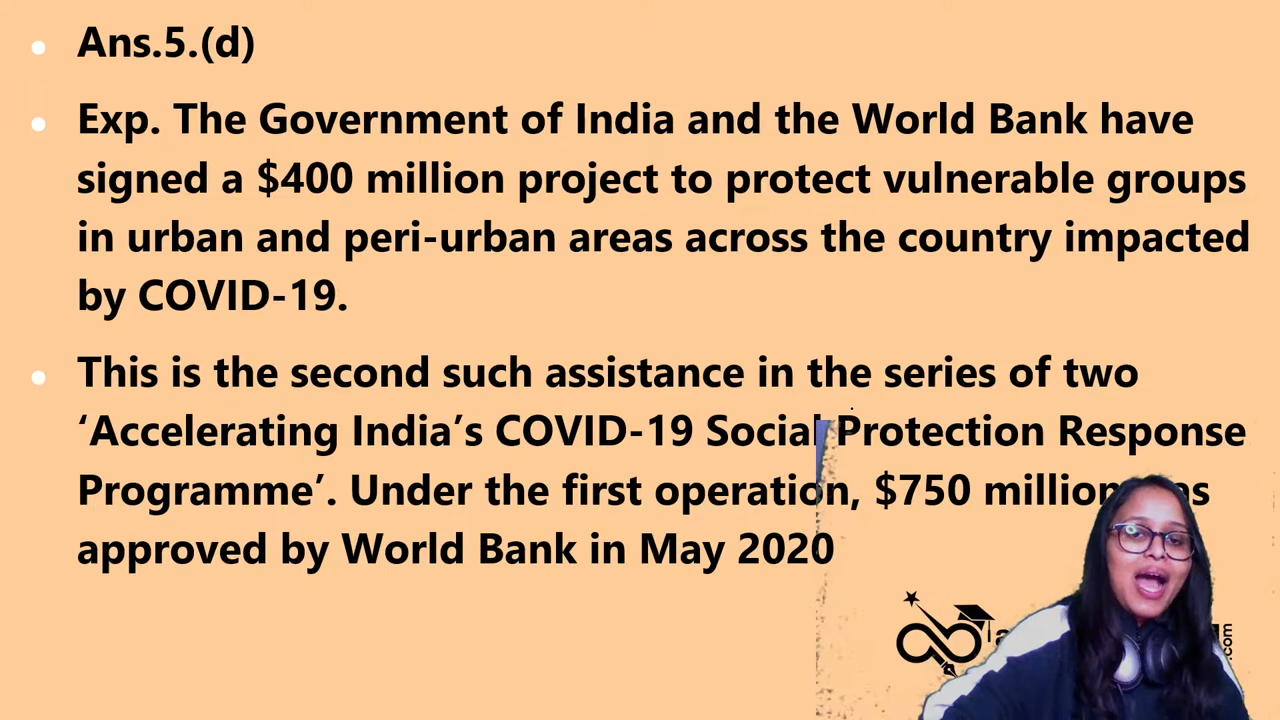 Ans.5.(d)
Exp. The Government of India and the World Bank have
signed a $400 million project to protect vulnerable groups
in urban and peri-urban areas across the country impacted
by COVID-19.
This is the second such assistance in the series of two
‘Accelerating India’s COVID-19 Social Protection Response
Programme’. Under the first operation, $750 million
approved by World Bank in May 2020
.com